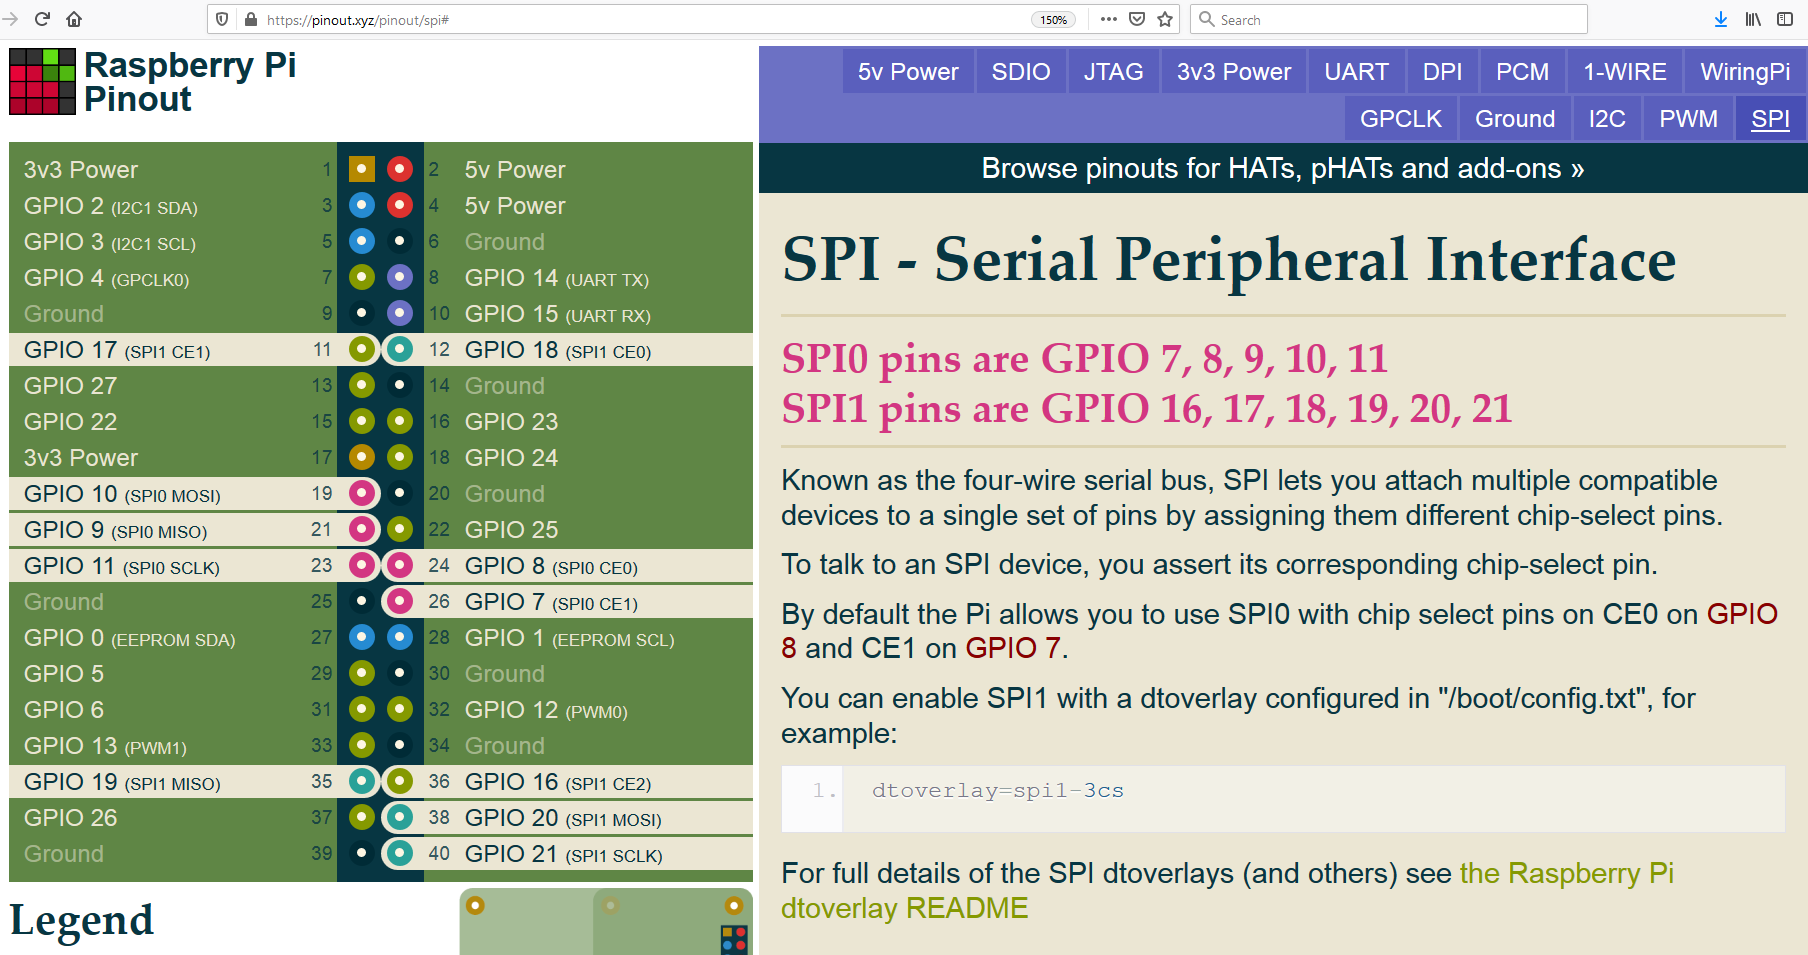 https://pinout.xyz/pinout/spi#
150%
Search
Raspberry Pi
Pinout
5v Power SDIO JTAG 3v3 Power UART DPI PCM 1-WIRE WiringPi
GPCLK Ground I2C PWM SPI
Browse pinouts for HATs, pHATs and add-ons »
3v3 Power 1 2 5v Power
GPIO 2 (I2C1 SDA) 3 4 5v Power
GPIO 3 (I2C1 SCL) 5 6 Ground
GPIO 4 (GPCLK0) 7 8 GPIO 14 (UART TX)
Ground 9 10 GPIO 15 (UART RX)
GPIO 17 (SPI1 CE1) 11 12 GPIO 18 (SPI1 CE0)
GPIO 27 13 14 Ground
GPIO 22 15 16 GPIO 23
3v3 Power 17 18 GPIO 24
GPIO 10 (SPI0 MOSI) 19 20 Ground
GPIO 9 (SPI0 MISO) 21 22 GPIO 25
GPIO 11 (SPI0 SCLK) 23 24 GPIO 8 (SPI0 CE0)
Ground 25 26 GPIO 7 (SPI0 CE1)
GPIO 0 (EEPROM SDA) 27 28 GPIO 1 (EEPROM SCL)
GPIO 5 29 30 Ground
GPIO 6 31 32 GPIO 12 (PWM0)
GPIO 13 (PWM1) 33 34 Ground
GPIO 19 (SPI1 MISO) 35 36 GPIO 16 (SPI1 CE2)
GPIO 26 37 38 GPIO 20 (SPI1 MOSI)
Ground 39 40 GPIO 21 (SPI1 SCLK)
Legend
SPI - Serial Peripheral Interface
SPI0 pins are GPIO 7, 8, 9, 10, 11
SPI1 pins are GPIO 16, 17, 18, 19, 20, 21
Known as the four-wire serial bus, SPI lets you attach multiple compatible
devices to a single set of pins by assigning them different chip-select pins.
To talk to an SPI device, you assert its corresponding chip-select pin.
By default the Pi allows you to use SPI0 with chip select pins on CE0 on GPIO
8 and CE1 on GPIO 7.
You can enable SPI1 with a dtoverlay configured in "/boot/config.txt", for
example:
1. dtoverlay=spi1-3cs
For full details of the SPI dtoverlays (and others) see the Raspberry Pi
dtoverlay README